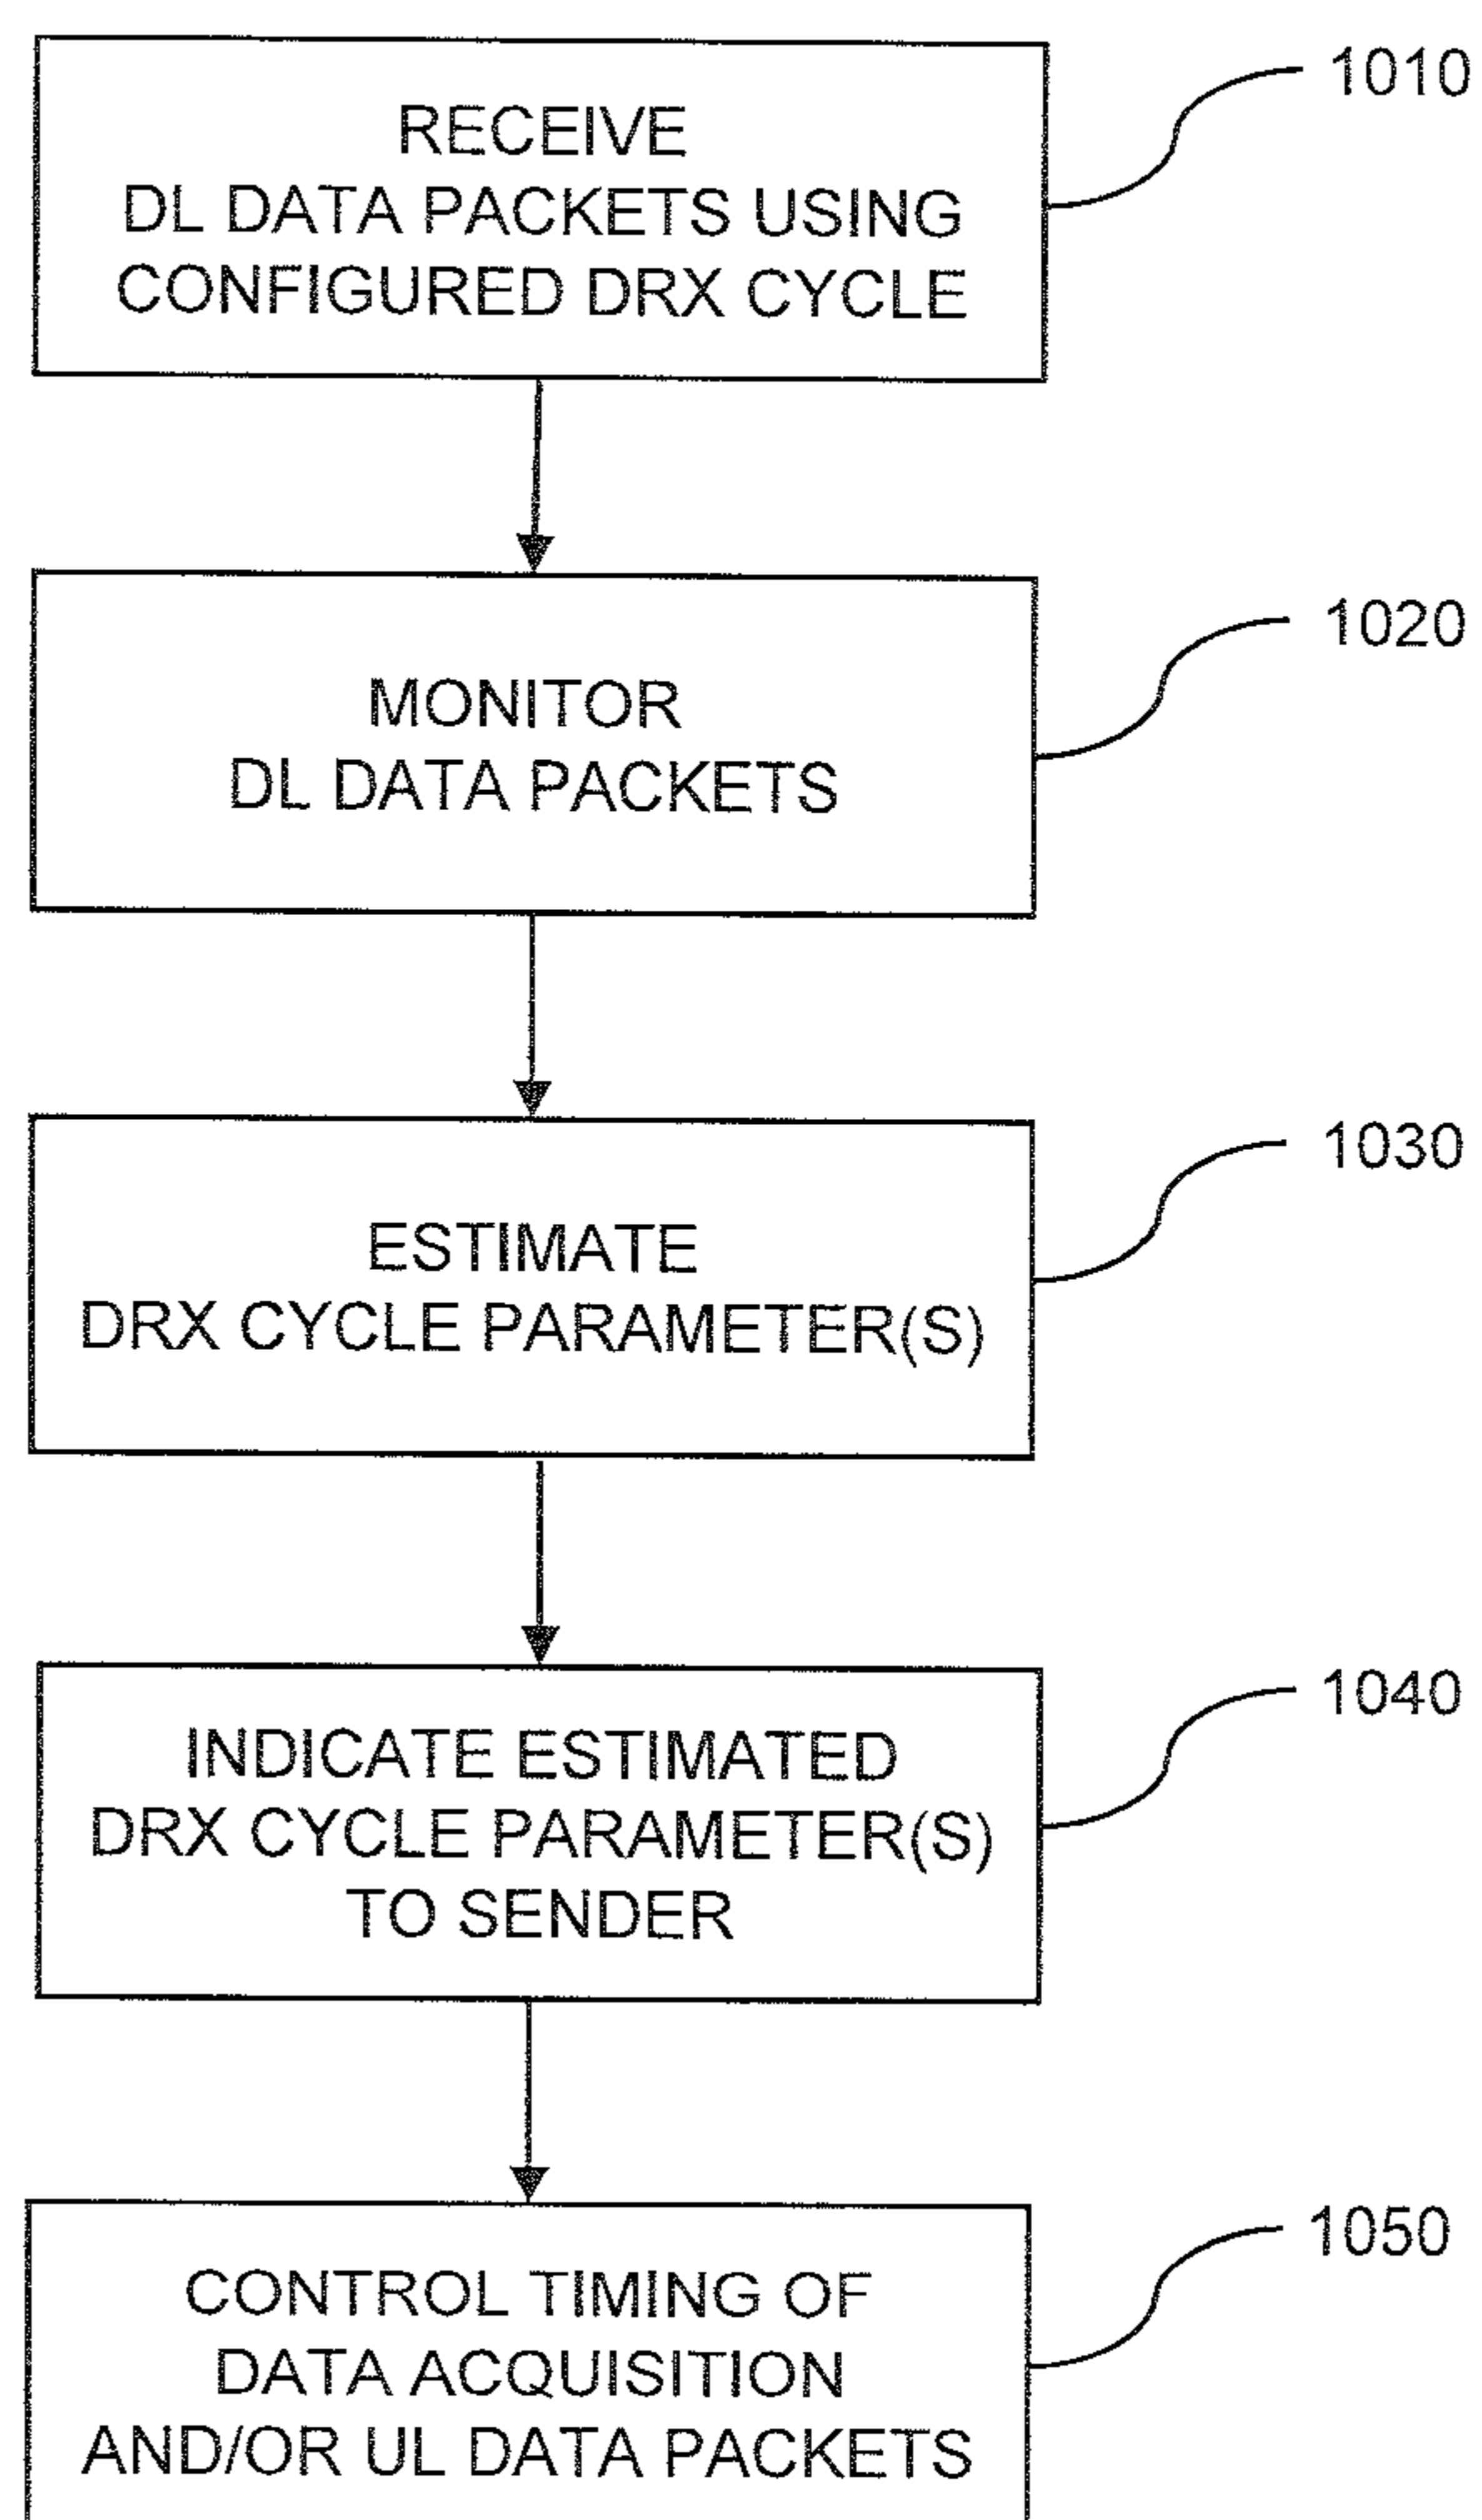 RECEIVE
DL DATA PACKETS USING
CONFIGURED DRX CYCLE
1010
MONITOR
DL DATA PACKETS
1020
ESTIMATE
DRX CYCLE PARAMETER(S)
1030
INDICATE ESTIMATED
DRX CYCLE PARAMETER(S)
TO SENDER
1040
CONTROL TIMING OF
DATA ACQUISITION
AND/OR UL DATA PACKETS
1050